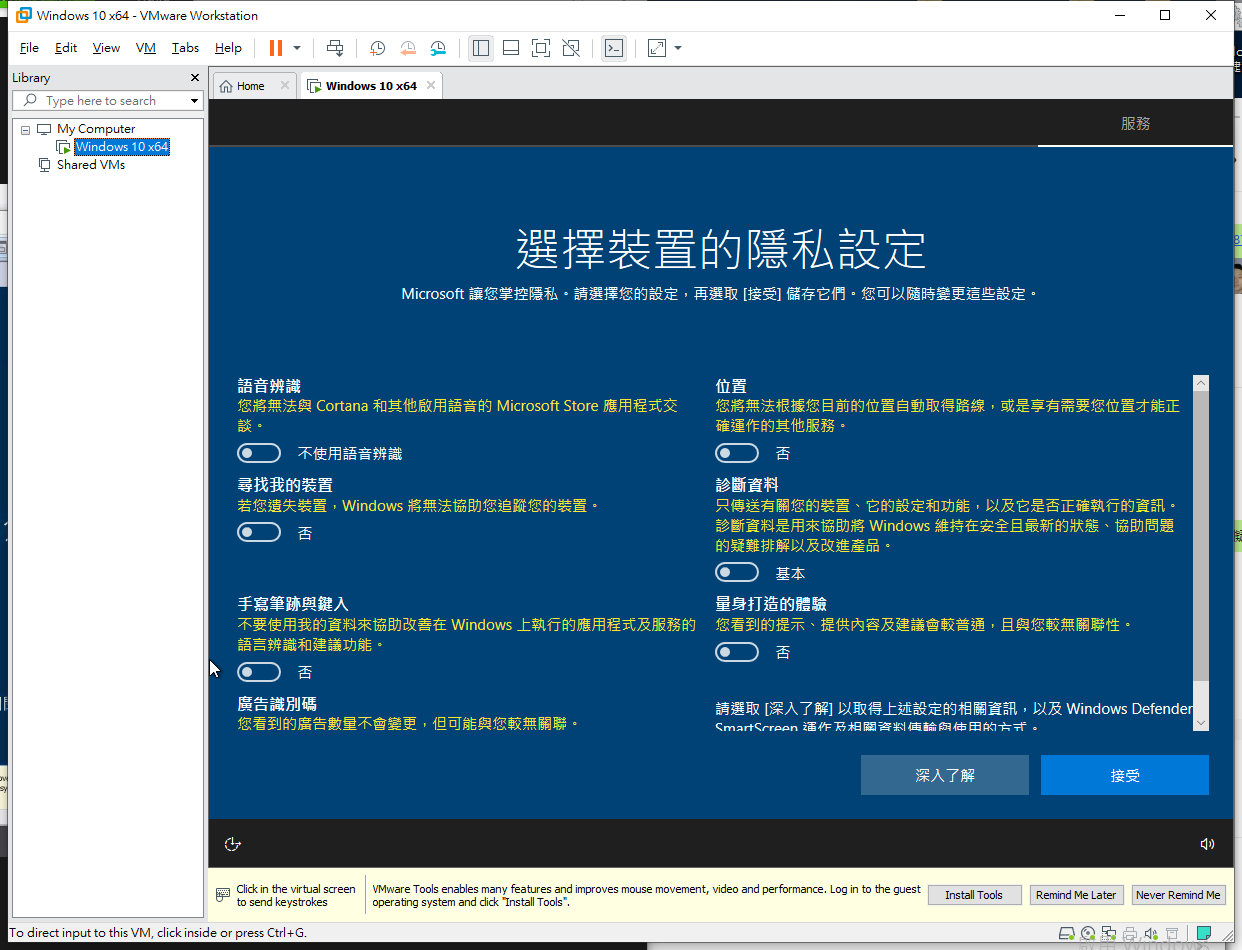 Windows 10 x64 - VMware Workstation
File Edit View VM Tabs Help
Library
Type here to search
My Computer
Windows 10 x64
Shared VMs
Home
Windows 10 x64
服務
選擇裝置的隱私設定
Microsoft 讓您掌控隱私。請選擇您的設定，再選取 [接受] 儲存它們。您可以隨時變更這些設定。
語音辨識
您將無法與 Cortana 和其他啟用語音的 Microsoft Store 應用程式交
談。
不使用語音辨識
尋找我的裝置
若您遺失裝置，Windows 將無法協助您追蹤您的裝置。
否
手寫筆跡與鍵入
不要使用我的資料來協助改善在 Windows 上執行的應用程式及服務的
語言辨識和建議功能。
否
廣告識別碼
您看到的廣告數量不會變更，但可能與您較無關聯。
位置
您將無法根據您目前的位置自動取得路線，或是享有需要您位置才能正
確運作的其他服務。
否
診斷資料
只傳送有關您的裝置、它的設定和功能，以及它是否正確執行的資訊。
診斷資料是用來協助將 Windows 維持在安全且最新的狀態、協助問題
的疑難排解以及改進產品。
基本
量身打造的體驗
您看到的提示、提供內容及建議會較普通，且與您較無關聯性。
否
請選取 [深入了解] 以取得上述設定的相關資訊，以及 Windows Defender
SmartScreen 運作及相關資料傳輸與使用的方式。
深入了解
接受
Click in the virtual screen
to send keystrokes
VMware Tools enables many features and improves mouse movement, video and performance. Log in to the guest
operating system and click "Install Tools".
Install Tools
Remind Me Later
Never Remind Me
To direct input to this VM, click inside or press Ctrl+G.